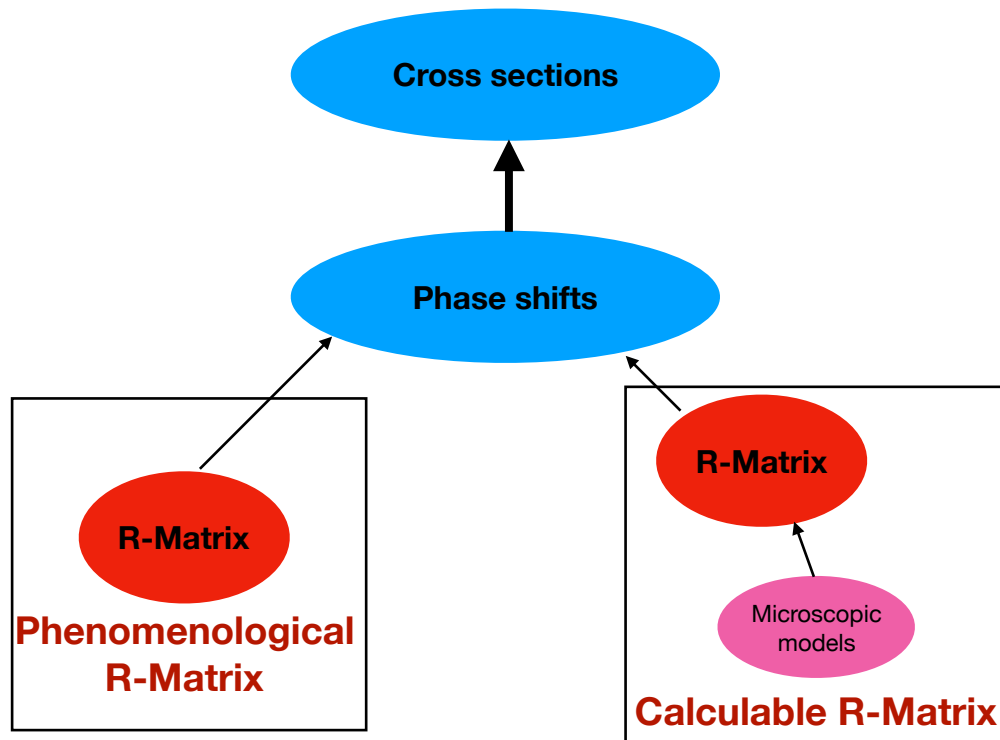 Cross sections
Phase shifts
R-Matrix
Phenomenological
R-Matrix
R-Matrix
Microscopic
models
Calculable R-Matrix